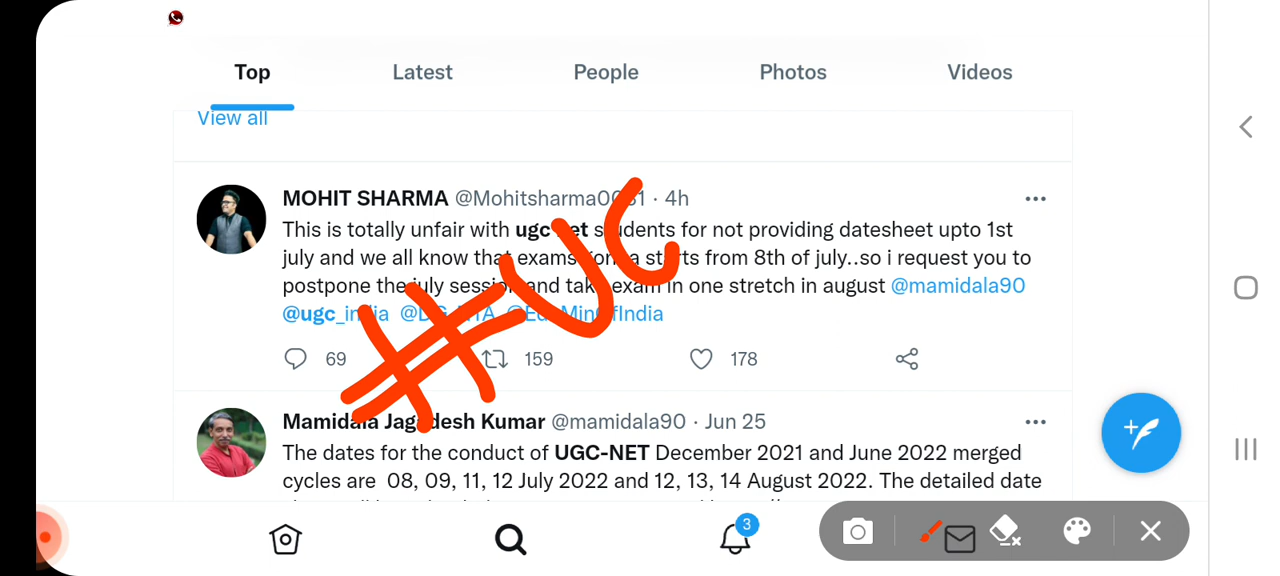 Top Latest People Photos Videos
View all
MOHIT SHARMA @Mohitsharma0031 · 4h
This is totally unfair with ugc net students for not providing datesheet upto 1st
july and we all know that exams gonna starts from 8th of july..so i request you to
postpone the july session and take exam in one stretch in august @mamidala90
@ugc_india @DG_NTA @EduMinOfIndia
69 159 178
#UC
Mamidala Jagadesh Kumar @mamidala90 · Jun 25
The dates for the conduct of UGC-NET December 2021 and June 2022 merged
cycles are 08, 09, 11, 12 July 2022 and 12, 13, 14 August 2022. The detailed date
3